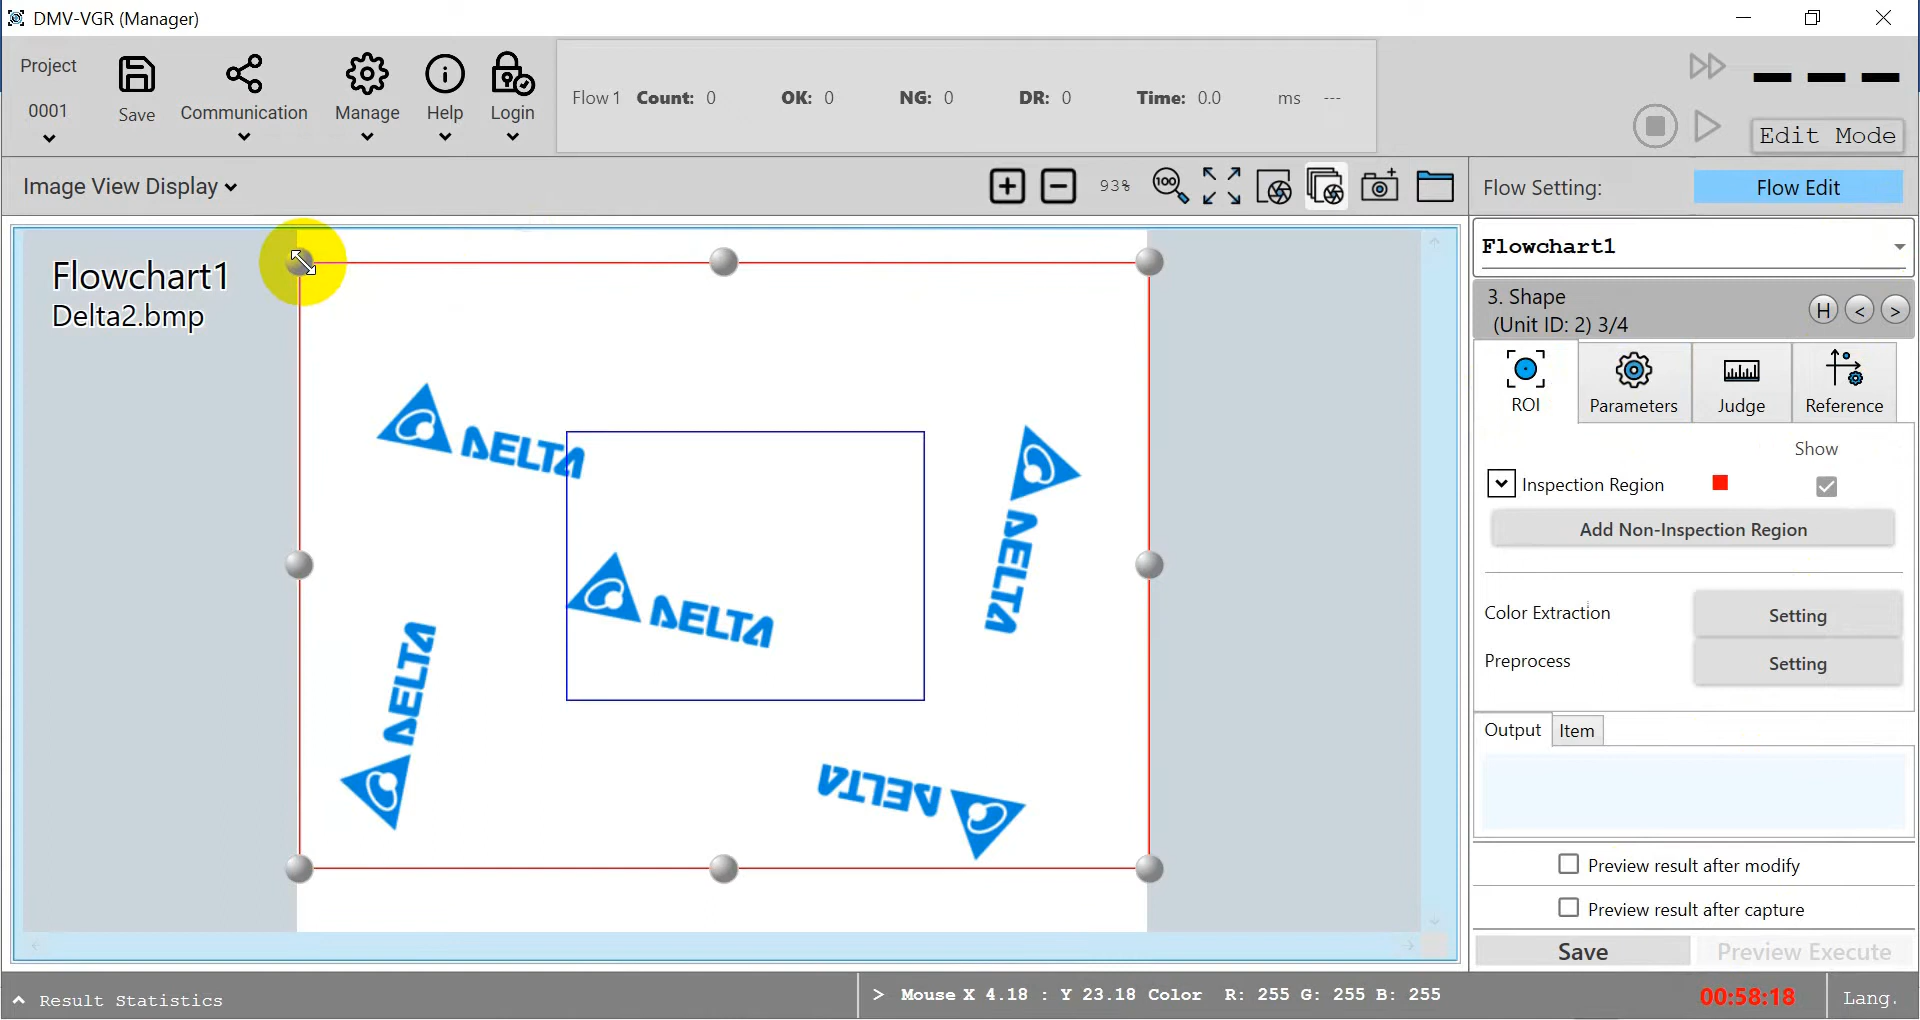 DMV-VGR (Manager)
Project
0001
Save
Communication
Manage
Help
Login
Flow 1 Count: 0 OK: 0 NG: 0 DR: 0 Time: 0.0 ms ---
Edit Mode
Image View Display
93%
100
Flow Setting:
Flow Edit
Flowchart1
Delta2.bmp
DELTA
DELTA
DELTA
DELTA
DELTA
Flowchart1
3. Shape
(Unit ID: 2) 3/4
H < >
ROI
Parameters
Judge
Reference
Show
Inspection Region
Add Non-Inspection Region
Color Extraction
Setting
Preprocess
Setting
Output
Item
Preview result after modify
Preview result after capture
Save
Preview Execute
Result Statistics
> Mouse X 4.18 : Y 23.18 Color R: 255 G: 255 B: 255
00:58:18
Lang.